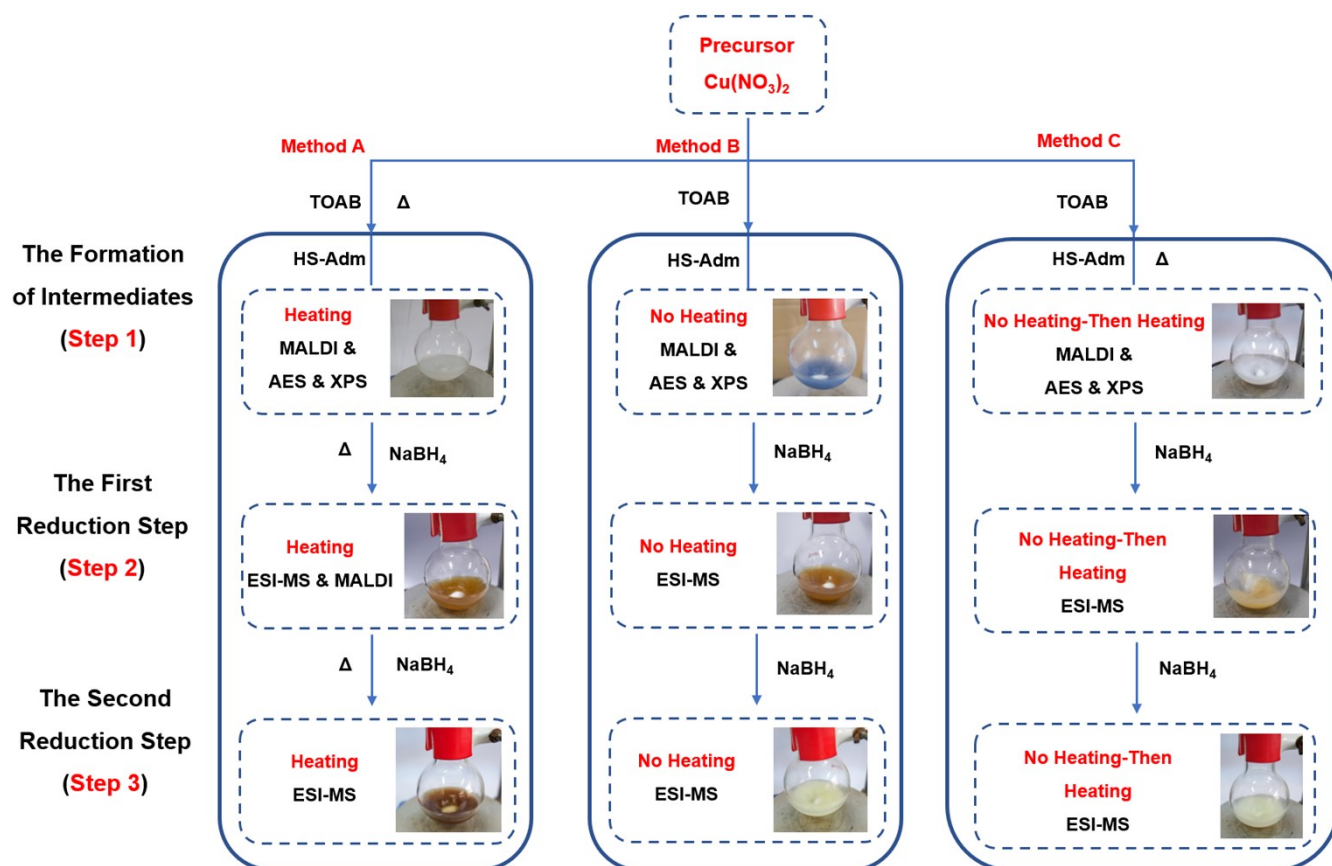 Precursor
Cu(NO₃)₂
Method A
Method B
Method C
TOAB Δ
TOAB
TOAB
The Formation
of Intermediates
(Step 1)
HS-Adm
Heating
MALDI &
AES & XPS
HS-Adm
No Heating
MALDI &
AES & XPS
HS-Adm Δ
No Heating-Then Heating
MALDI &
AES & XPS
Δ NaBH₄
NaBH₄
NaBH₄
The First
Reduction Step
(Step 2)
Heating
ESI-MS & MALDI
No Heating
ESI-MS
No Heating-Then
Heating
ESI-MS
Δ NaBH₄
NaBH₄
NaBH₄
The Second
Reduction Step
(Step 3)
Heating
ESI-MS
No Heating
ESI-MS
No Heating-Then
Heating
ESI-MS